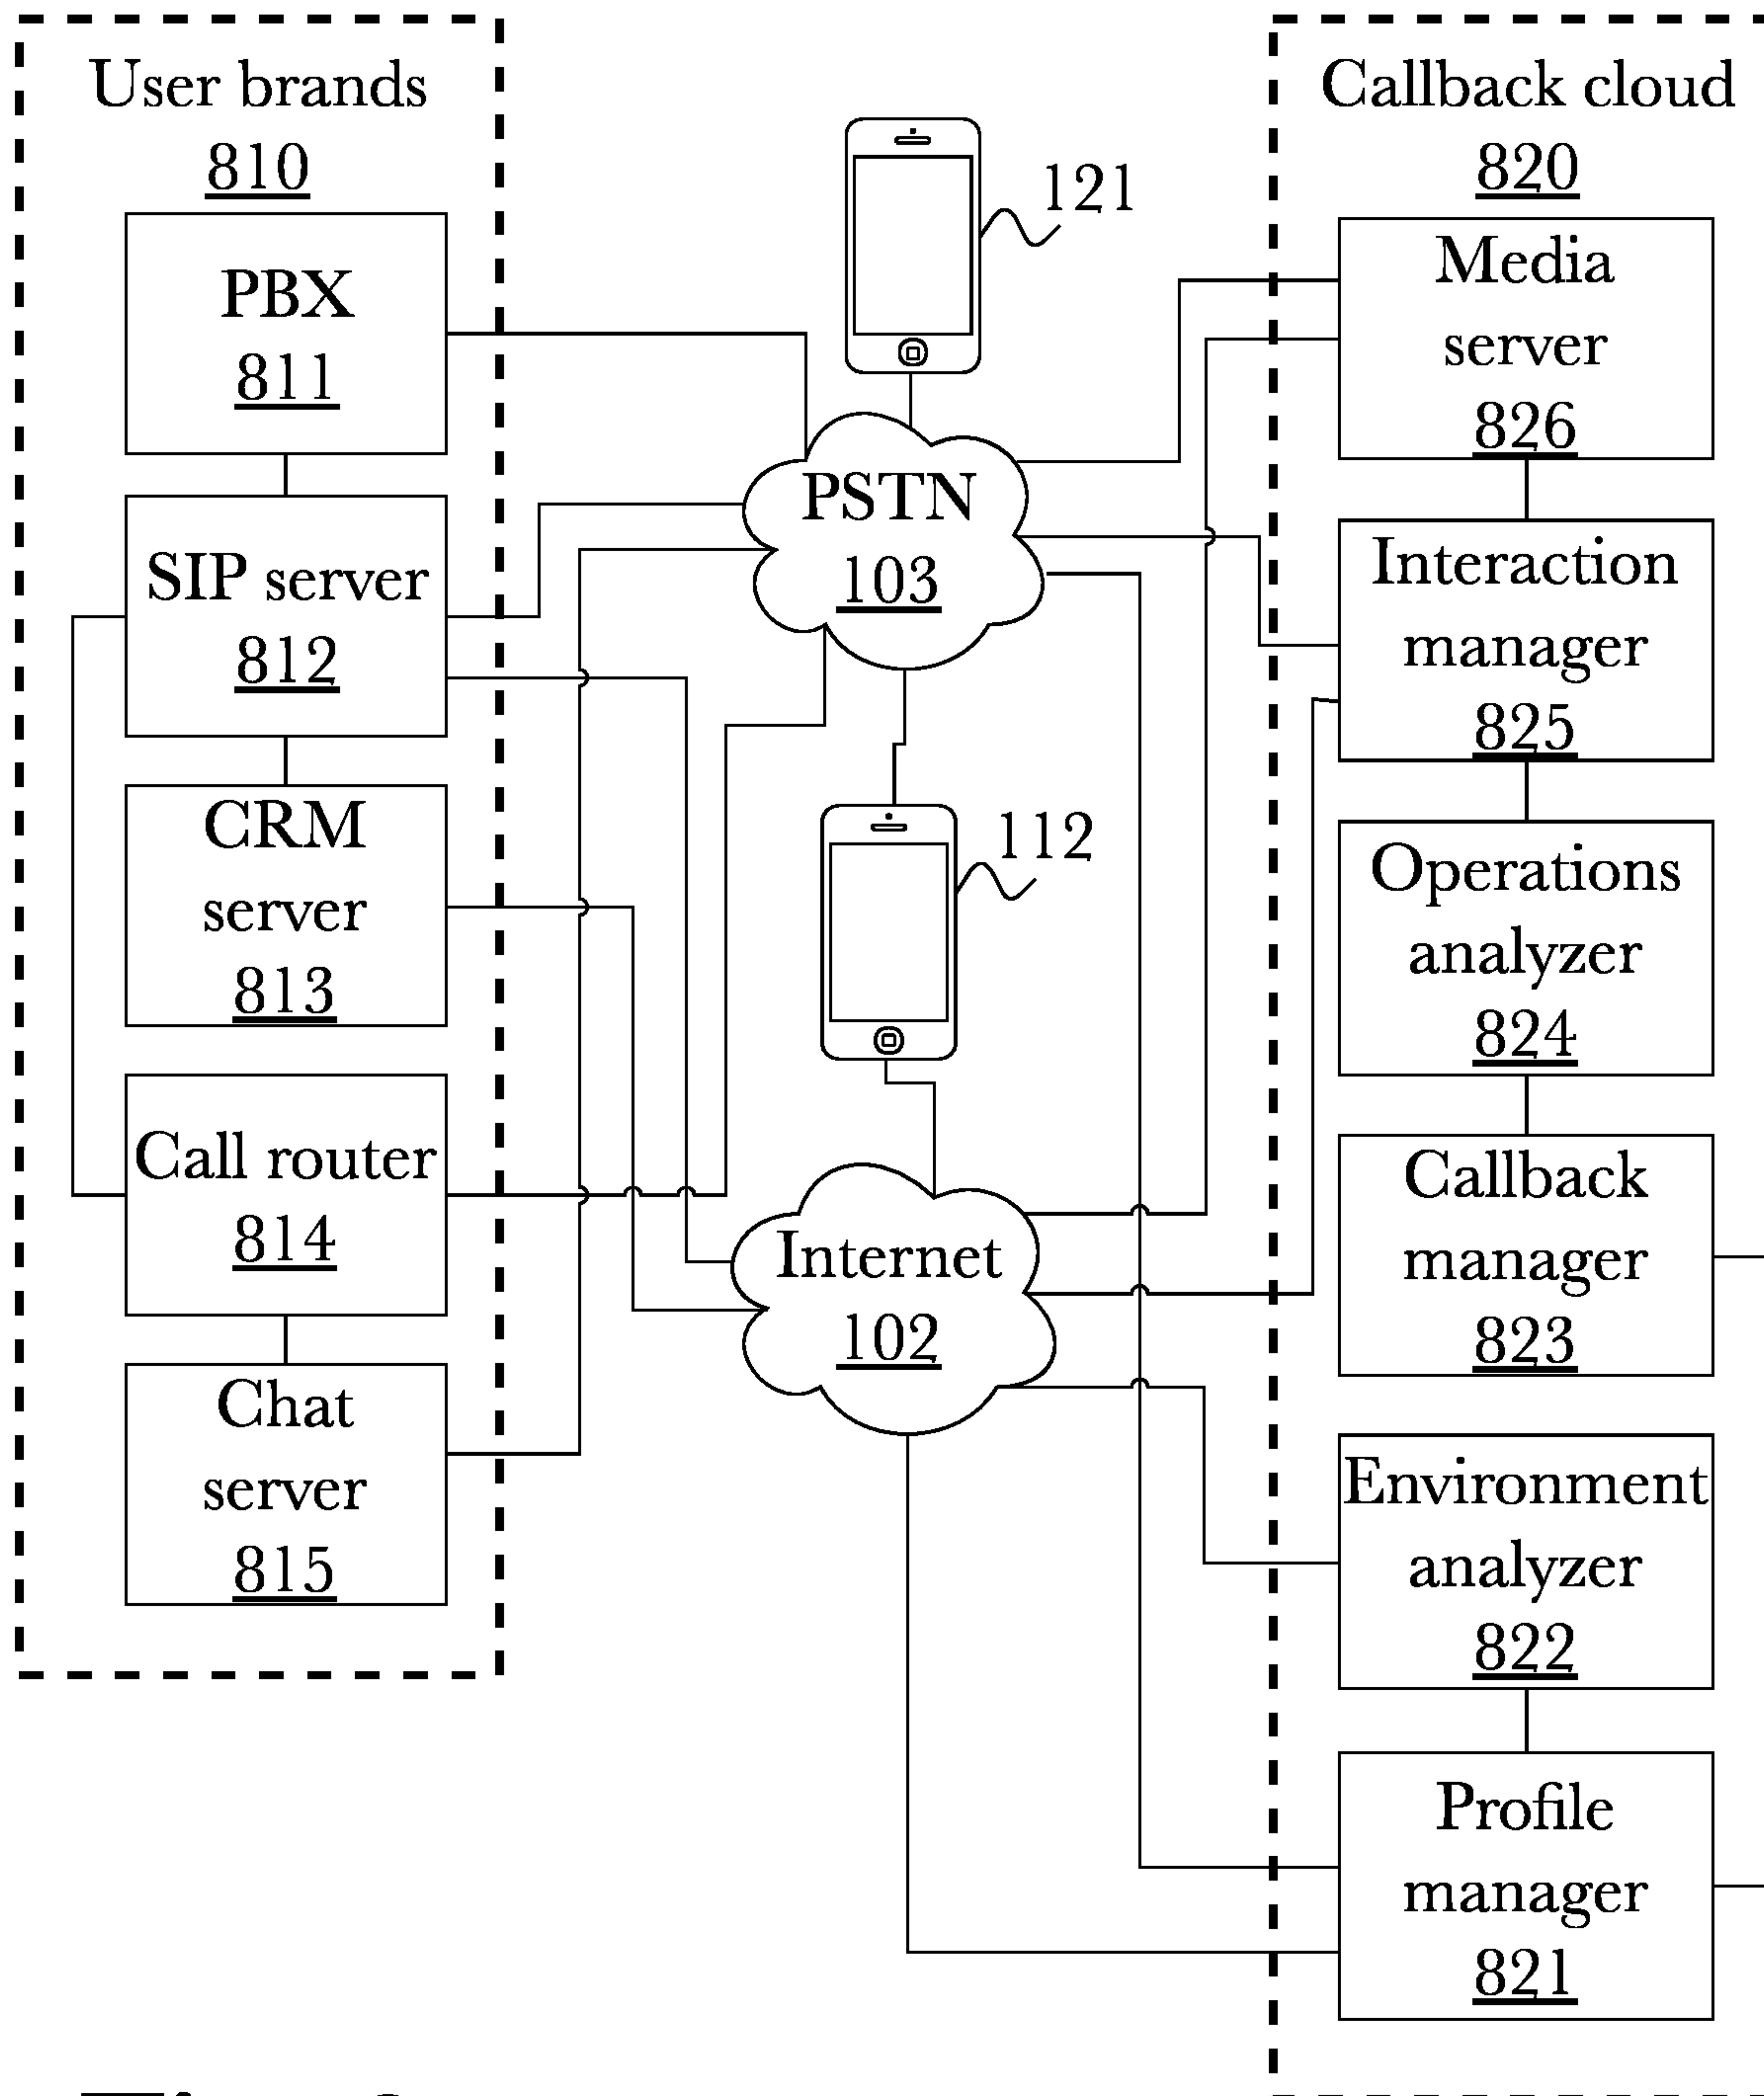 User brands
810
PBX
811
SIP server
812
CRM
server
813
Call router
814
Chat
server
815
121
PSTN
103
112
Internet
102
Callback cloud
820
Media
server
826
Interaction
manager
825
Operations
analyzer
824
Callback
manager
823
Environment
analyzer
822
Profile
manager
821